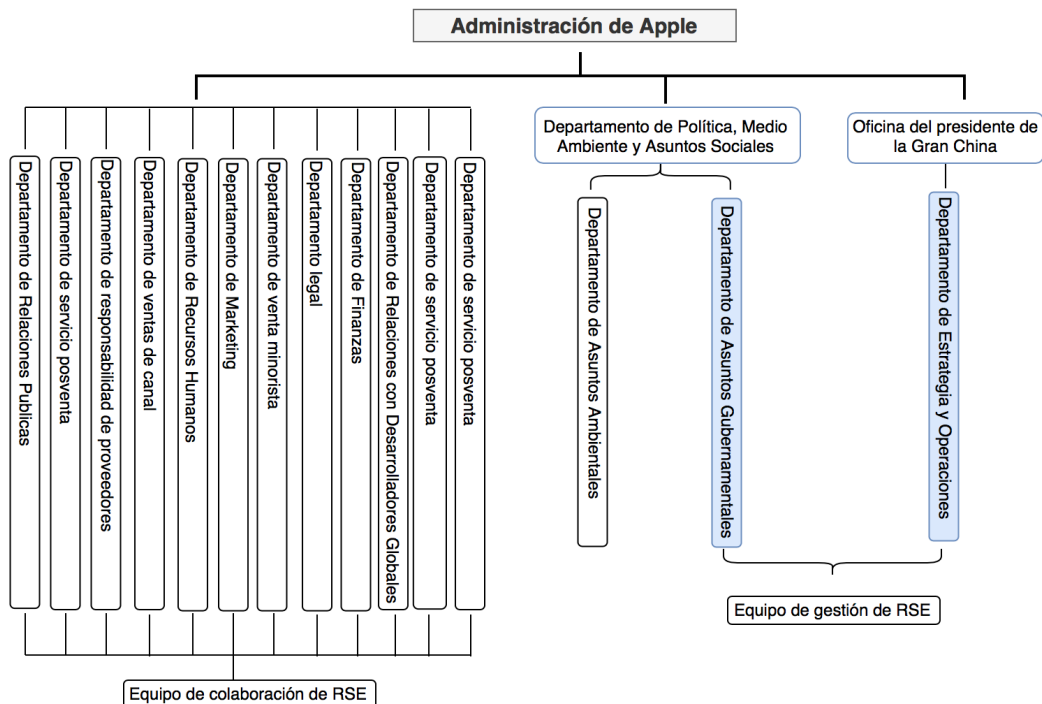 Administración de Apple
Departamento de Política, Medio
Ambiente y Asuntos Sociales
Oficina del presidente de
la Gran China
Departamento de Relaciones Publicas
Departamento de servicio posventa
Departamento de responsabilidad de proveedores
Departamento de ventas de canal
Departamento de Recursos Humanos
Departamento de Marketing
Departamento de venta minorista
Departamento legal
Departamento de Finanzas
Departamento de Relaciones con Desarrolladores Globales
Departamento de servicio posventa
Departamento de servicio posventa
Departamento de Asuntos Ambientales
Departamento de Asuntos Gubernamentales
Departamento de Estrategia y Operaciones
Equipo de gestión de RSE
Equipo de colaboración de RSE